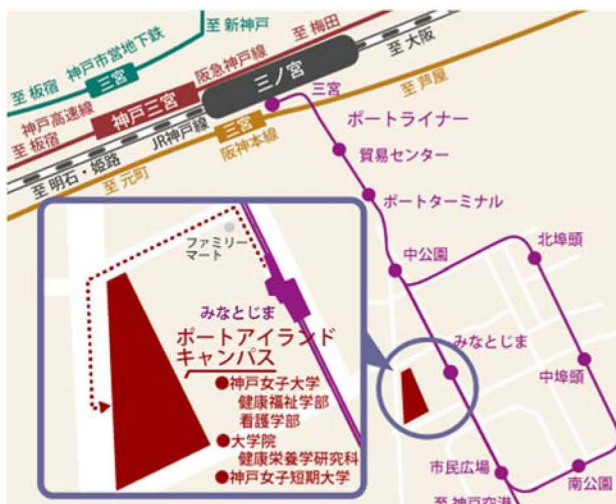 至 新神戸
神戸市営地下鉄
三宮
至 板宿
阪急神戸線
至 梅田
至 大阪
三ノ宮
神戸高速線
至 板宿
神戸三宮
JR神戸線
至 明石・姫路
三宮
阪神本線
至 元町
至 芦屋
三宮
ポートライナー
貿易センター
ポートターミナル
中公園
北埠頭
みなとじま
中埠頭
市民広場
南公園
至 神戸空港
ファミリー
マート
みなとじま
ポートアイランド
キャンパス
●神戸女子大学
健康福祉学部
看護学部
●大学院
健康栄養学研究科
●神戸女子短期大学